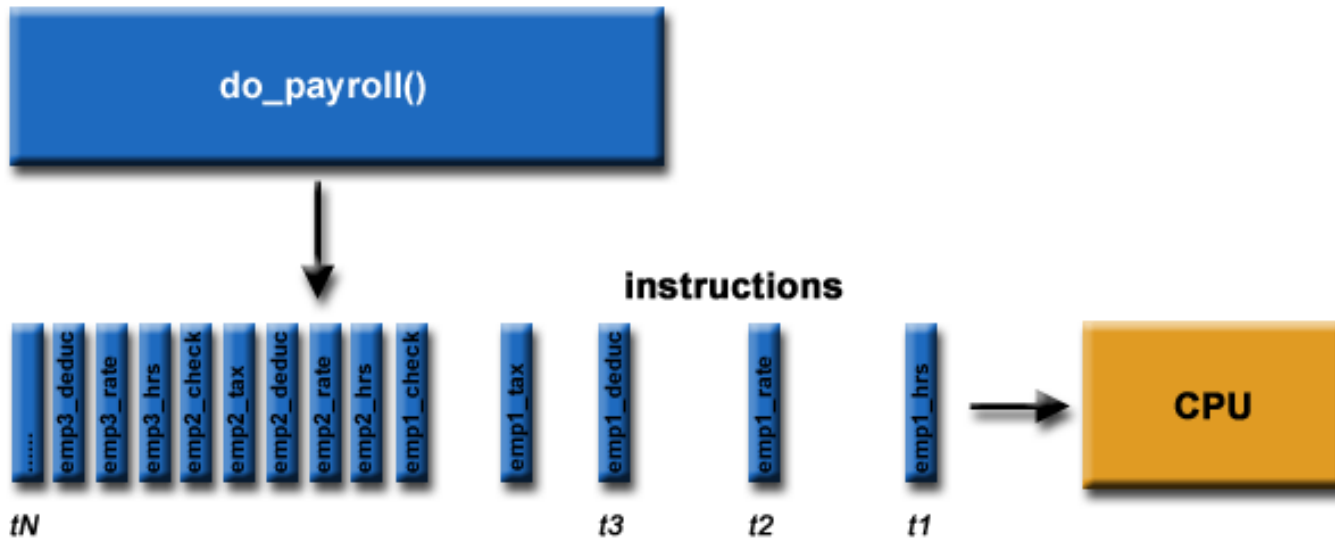 do_payroll()
instructions
......
emp3_deduc
emp3_rate
emp3_hrs
emp2_check
emp2_tax
emp2_deduc
emp2_rate
emp2_hrs
emp1_check
emp1_tax
emp1_deduc
emp1_rate
emp1_hrs
CPU
tN
t3
t2
t1